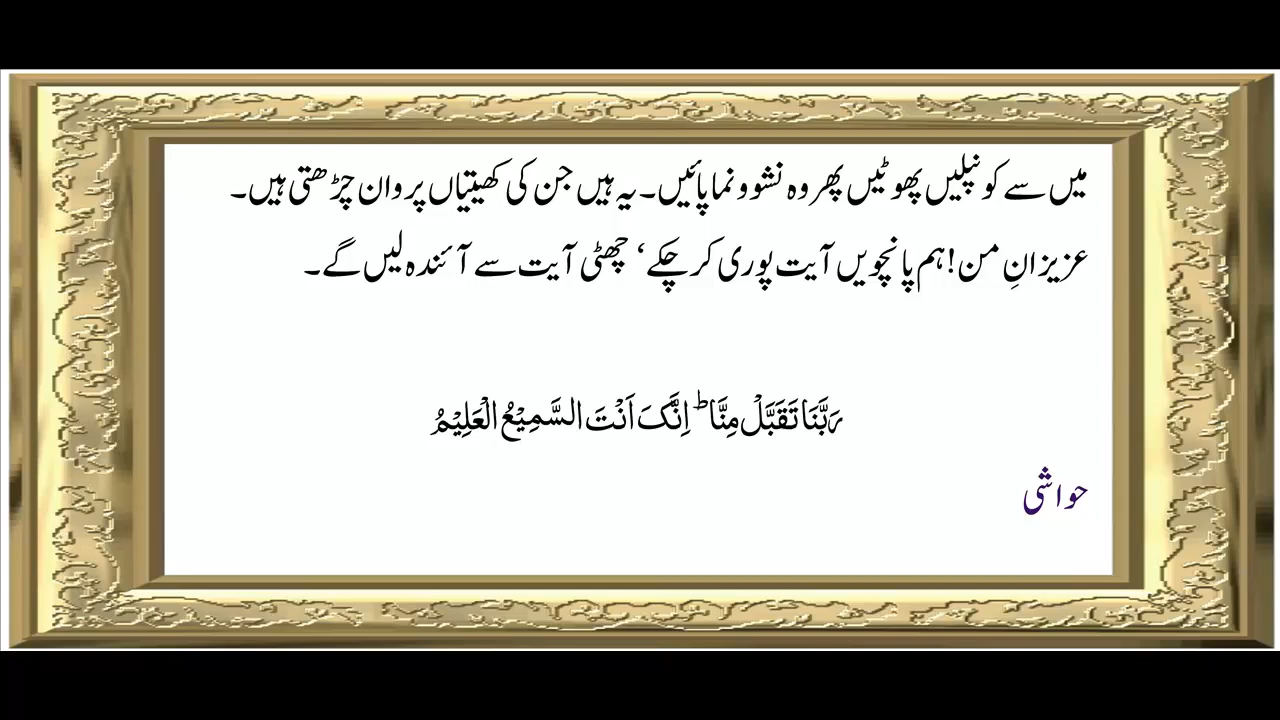 میں سے کونپلیں پھوٹیں پھر وہ نشوونما پائیں۔ یہ ہیں جن کی کھیتیاں پروان چڑھتی ہیں۔
عزیزانِ من! ہم پانچویں آیت پوری کر چکے، چھٹی آیت سے آئندہ لیں گے۔
رَبَّنَا تَقَبَّلْ مِنَّا ؕ اِنَّکَ اَنْتَ السَّمِیْعُ الْعَلِیْمُ
حواشی